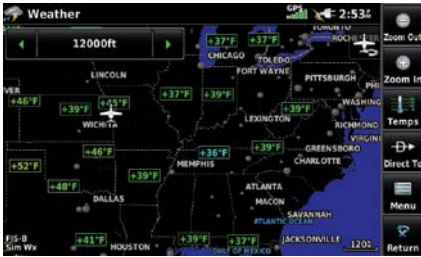 Weather
GPS
2:53
12000ft
Zoom Out
Zoom In
Temps
Direct To
Menu
Return
TORONTO
ROCHESTER
+37°F +37°F
CHICAGO
TOLEDO
LINCOLN
FORT WAYNE
PITTSBURGH
VER
+46°F
+39°F
+45°F
+37°F
+39°F
+39°F
WASHING
WICHITA
LEXINGTON
RICHMOND
VIRGINI
+46°F
+36°F
+39°F
GREENSBORO
+52°F
MEMPHIS
CHARLOTTE
+48°F
+39°F
DALLAS
ATLANTA
MACON
SAVANNAH
ATLANTIC OCEAN
FIS-B
Sim Wx
+41°F
HOUSTON
+39°F
+37°F
JACKSONVILLE
GULF OF MEXICO